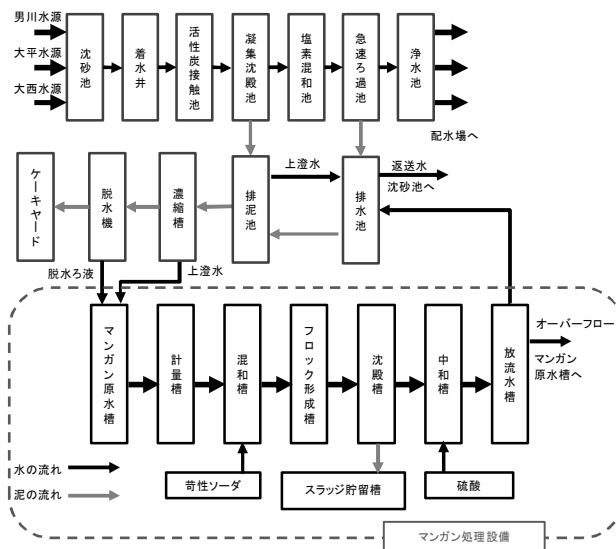 男川水源
大平水源
大西水源
沈砂池
着水井
活性炭接触池
凝集沈殿池
塩素混和池
急速ろ過池
浄水池
配水場へ
ケーキヤード
脱水機
濃縮槽
排泥池
上澄水
排水池
返送水
沈砂池へ
脱水ろ液
上澄水
マンガン原水槽
計量槽
混和槽
フロック形成槽
沈殿槽
中和槽
放流水槽
オーバーフロー
マンガン
原水槽へ
水の流れ
泥の流れ
苛性ソーダ
スラッジ貯留槽
硫酸
マンガン処理設備